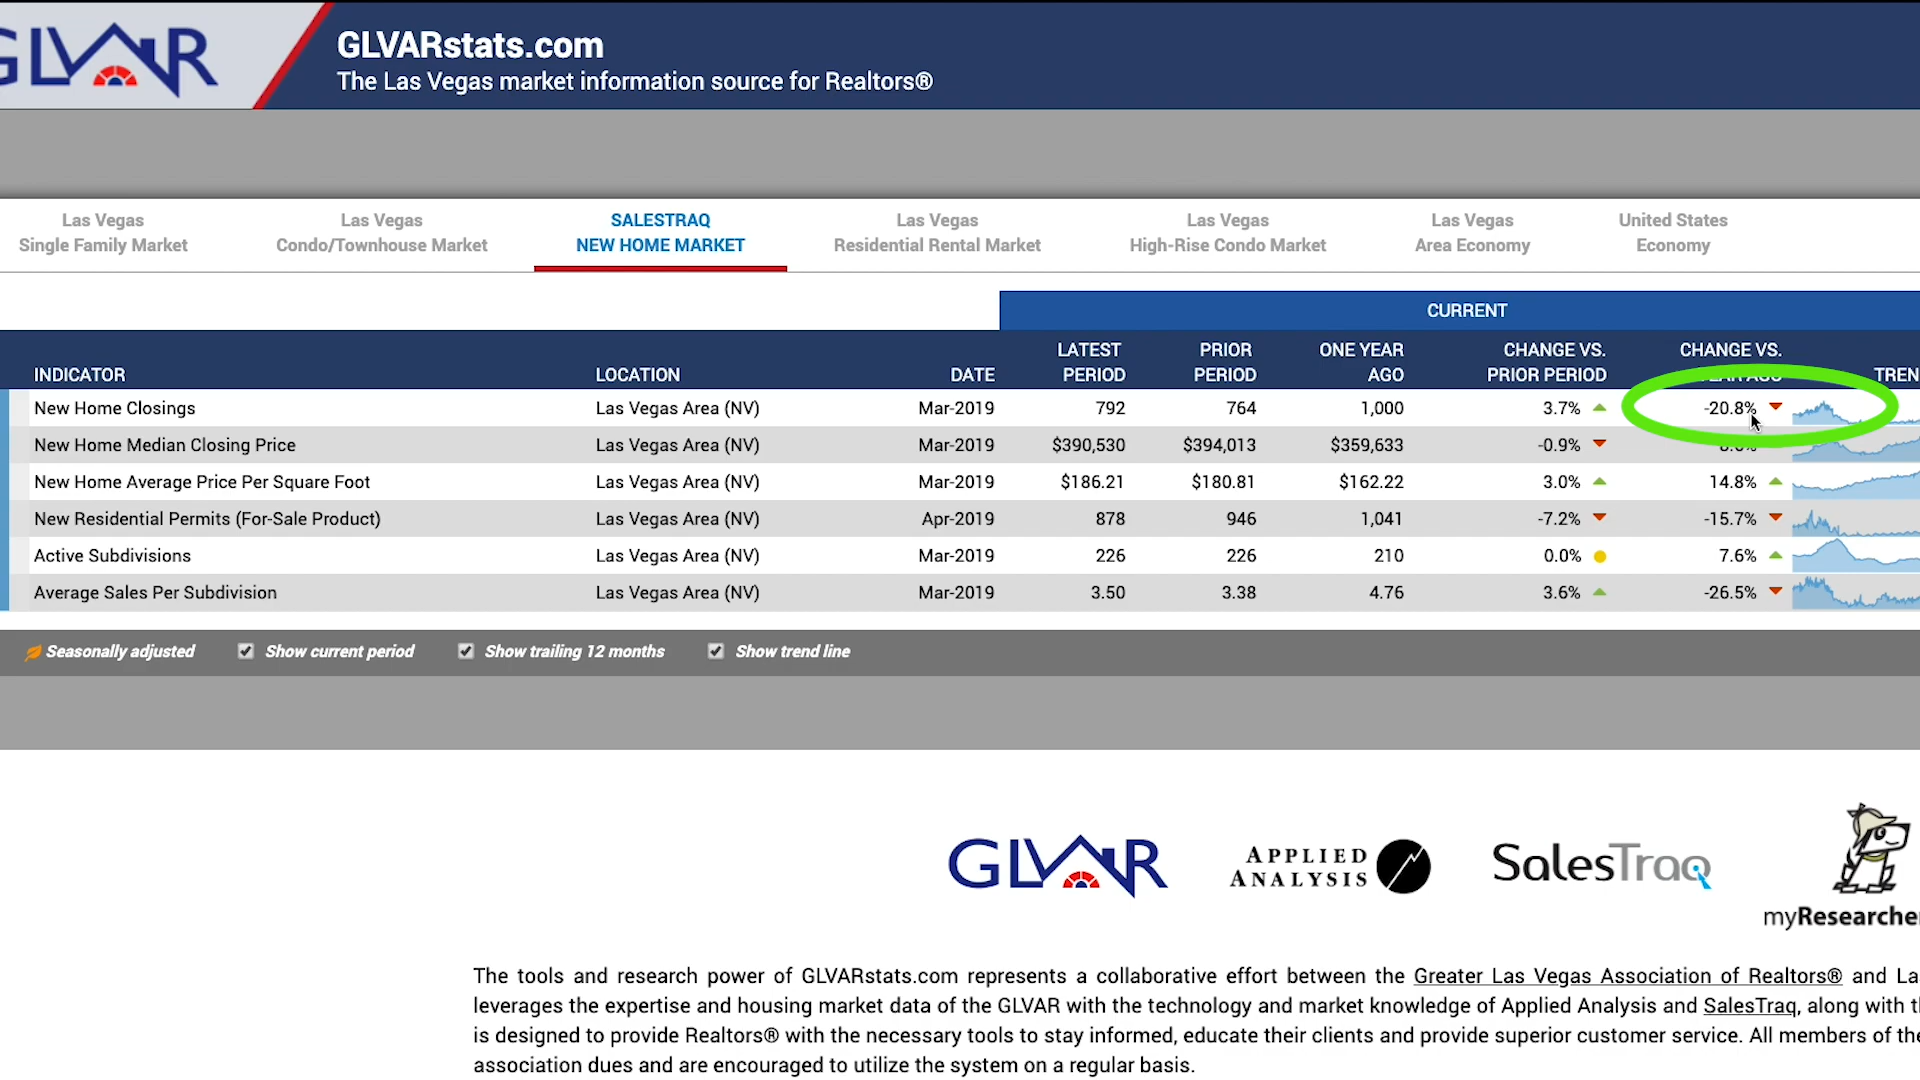 GLVAR
GLVARstats.com
The Las Vegas market information source for Realtors®
Las Vegas
Single Family Market
Las Vegas
Condo/Townhouse Market
SALESTRAQ
NEW HOME MARKET
Las Vegas
Residential Rental Market
Las Vegas
High-Rise Condo Market
Las Vegas
Area Economy
United States
Economy
CURRENT
INDICATOR LOCATION DATE LATEST PERIOD PRIOR PERIOD ONE YEAR AGO CHANGE VS. PRIOR PERIOD CHANGE VS. TREN
New Home Closings Las Vegas Area (NV) Mar-2019 792 764 1,000 3.7% -20.8%
New Home Median Closing Price Las Vegas Area (NV) Mar-2019 $390,530 $394,013 $359,633 -0.9%
New Home Average Price Per Square Foot Las Vegas Area (NV) Mar-2019 $186.21 $180.81 $162.22 3.0% 14.8%
New Residential Permits (For-Sale Product) Las Vegas Area (NV) Apr-2019 878 946 1,041 -7.2% -15.7%
Active Subdivisions Las Vegas Area (NV) Mar-2019 226 226 210 0.0% 7.6%
Average Sales Per Subdivision Las Vegas Area (NV) Mar-2019 3.50 3.38 4.76 3.6% -26.5%
Seasonally adjusted Show current period Show trailing 12 months Show trend line
GLVAR
APPLIED
ANALYSIS
SalesTraq
myResearche
The tools and research power of GLVARstats.com represents a collaborative effort between the Greater Las Vegas Association of Realtors® and La
leverages the expertise and housing market data of the GLVAR with the technology and market knowledge of Applied Analysis and SalesTraq, along with t
is designed to provide Realtors® with the necessary tools to stay informed, educate their clients and provide superior customer service. All members of the
association dues and are encouraged to utilize the system on a regular basis.